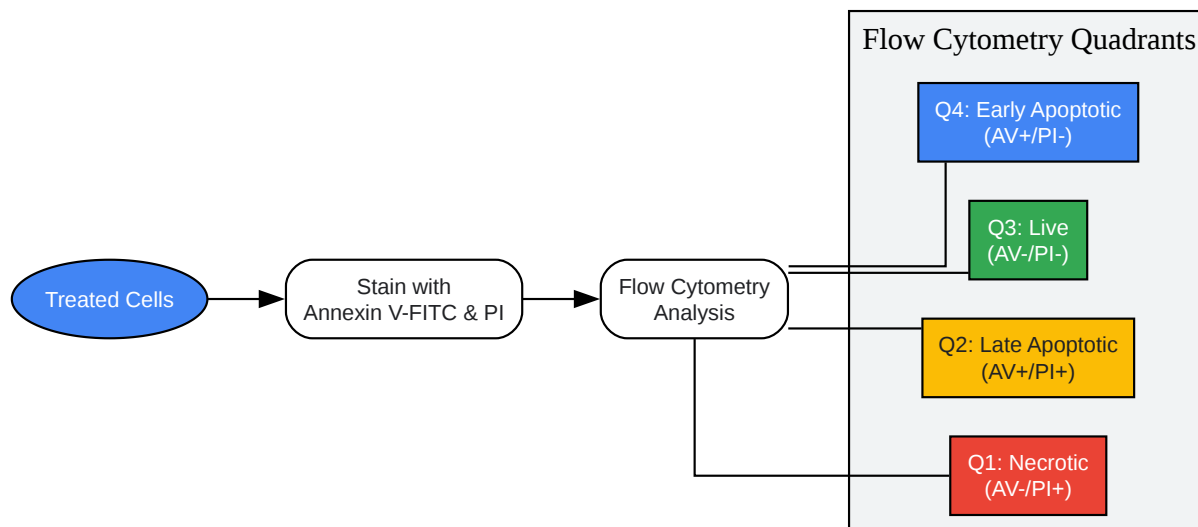 Flow Cytometry Quadrants
Q4: Early Apoptotic
(AV+/PI-)
Q3: Live
(AV-/PI-)
Treated Cells
Stain with
Annexin V-FITC & PI
Flow Cytometry
Analysis
Q2: Late Apoptotic
(AV+/PI+)
Q1: Necrotic
(AV-/PI+)